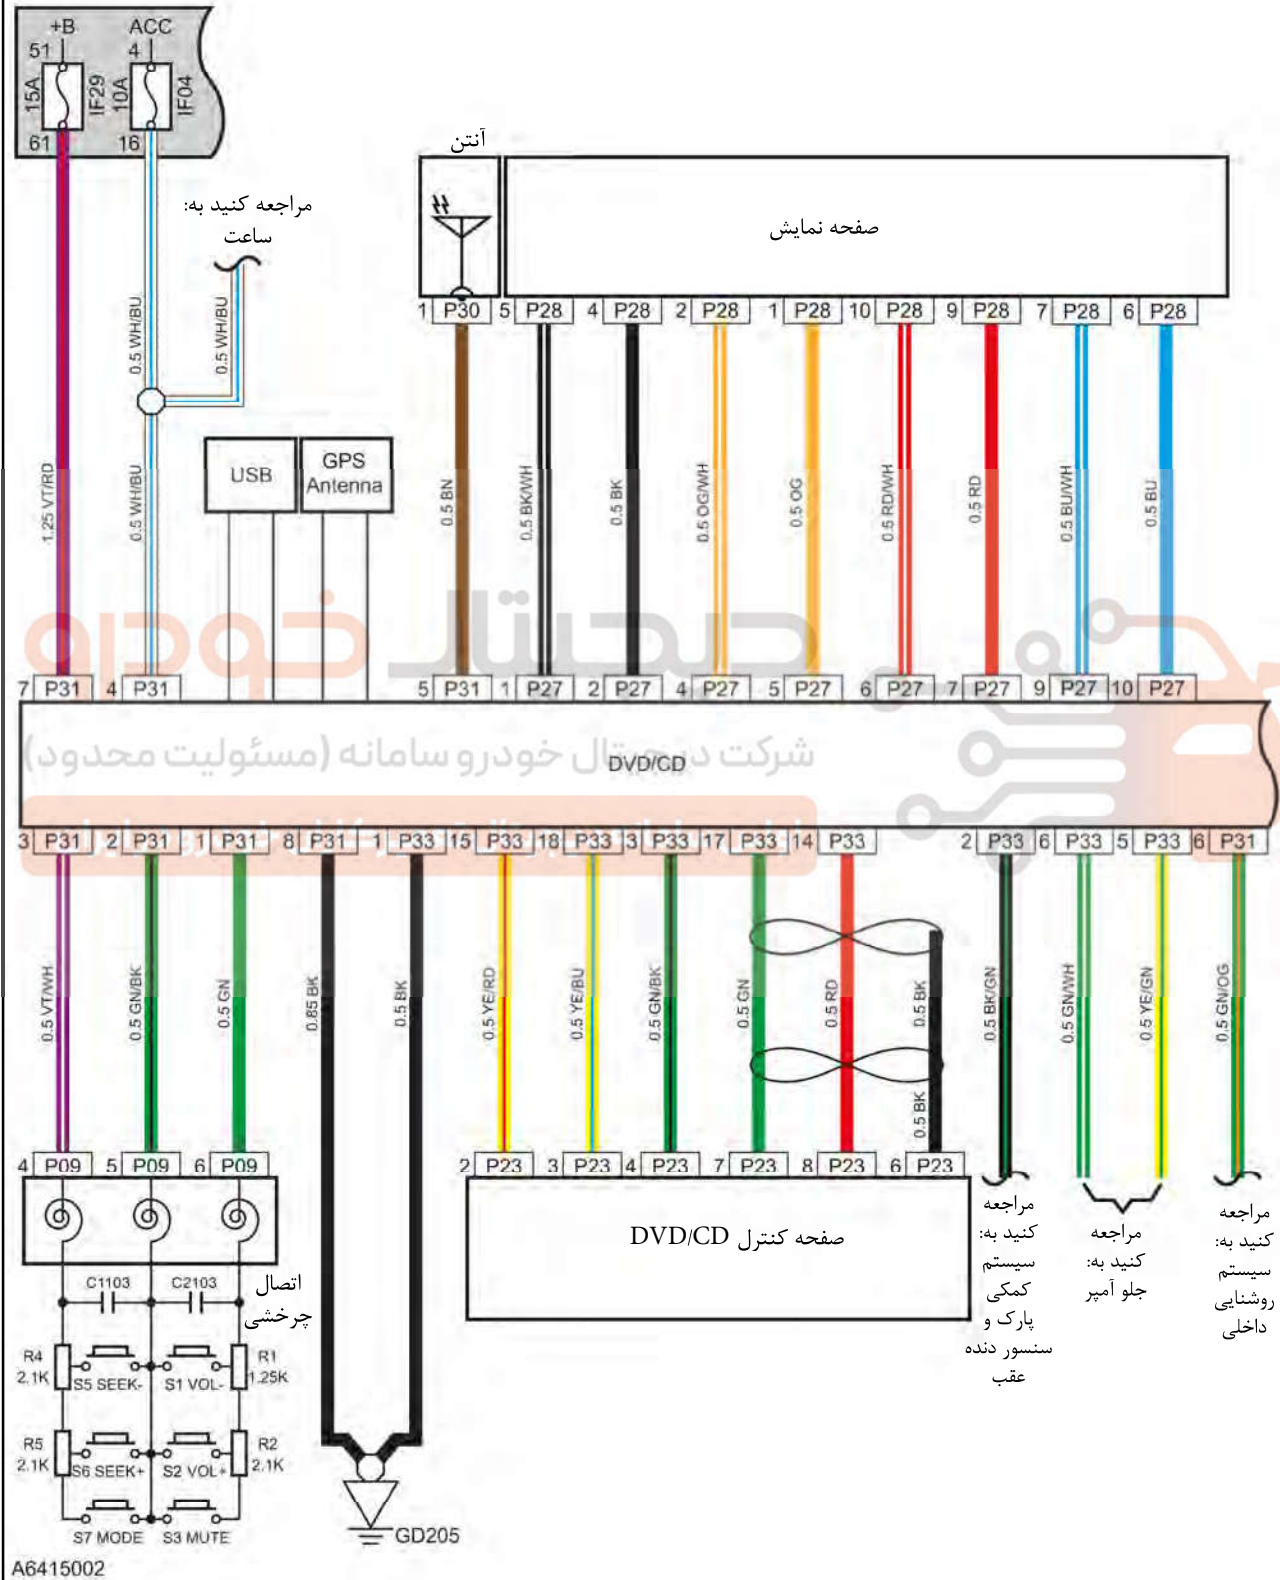 +B ACC
51 4
15A IF29 10A IF04
61 16
مراجعه کنید به:
ساعت
آنتن
صفحه نمایش
1 P30 5 P28 4 P28 2 P28 1 P28 10 P28 9 P28 7 P28 6 P28
0.5 WH/BU 0.5 WH/BU
USB
GPS
Antenna
1.25 VT/RD 0.5 WH/BU 0.5 BN 0.5 BK/WH 0.5 BK 0.5 OG/WH 0.5 OG 0.5 RD/WH 0.5 RD 0.5 BU/WH 0.5 BU
دیجیتال خودرو
7 P31 4 P31 5 P31 1 P27 2 P27 4 P27 5 P27 6 P27 7 P27 9 P27 10 P27
شرکت دیجیتال خودرو سامانه (مسئولیت محدود)
DVD/CD
3 P31 2 P31 1 P31 8 P31 1 P33 15 P33 18 P33 3 P33 17 P33 14 P33 2 P33 6 P33 5 P33 6 P31
0.5 VT/WH 0.5 GN/BK 0.5 GN 0.85 BK 0.5 BK 0.5 YE/RD 0.5 YE/BU 0.5 GN/BK 0.5 GN 0.5 RD 0.5 BK 0.5 BK/GN 0.5 GN/WH 0.5 YE/GN 0.5 GN/OG
0.5 BK
4 P09 5 P09 6 P09 2 P23 3 P23 4 P23 7 P23 8 P23 6 P23
صفحه کنترل DVD/CD
مراجعه
کنید به:
سیستم
کمکی
پارک و
سنسور دنده
عقب
مراجعه
کنید به:
جلو آمپر
مراجعه
کنید به:
سیستم
روشنایی
داخلی
اتصال
چرخشی
C1103 C2103
R4 R1
2.1K S5 SEEK- S1 VOL- 1.25K
R5 R2
2.1K S6 SEEK+ S2 VOL+ 2.1K
S7 MODE S3 MUTE
GD205
A6415002